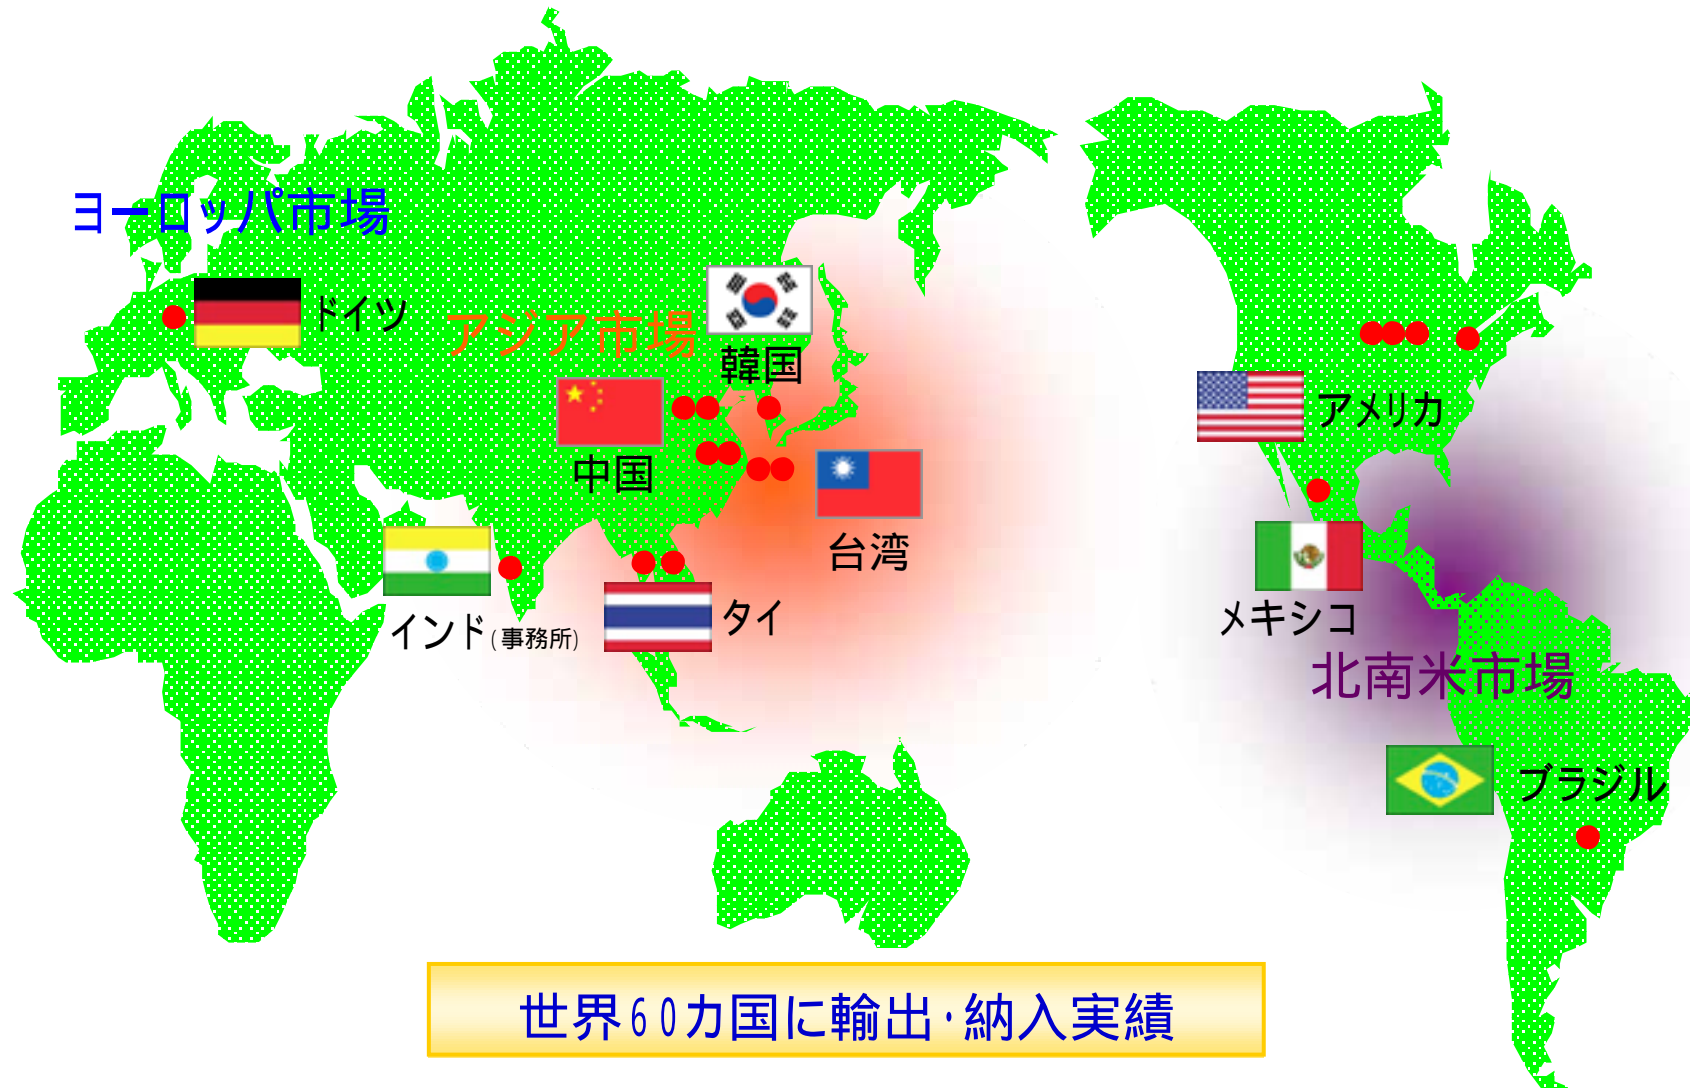 ヨーロッパ市場
ドイツ
アジア市場
韓国
中国
台湾
インド(事務所)
タイ
アメリカ
メキシコ
北南米市場
ブラジル
世界60カ国に輸出・納入実績